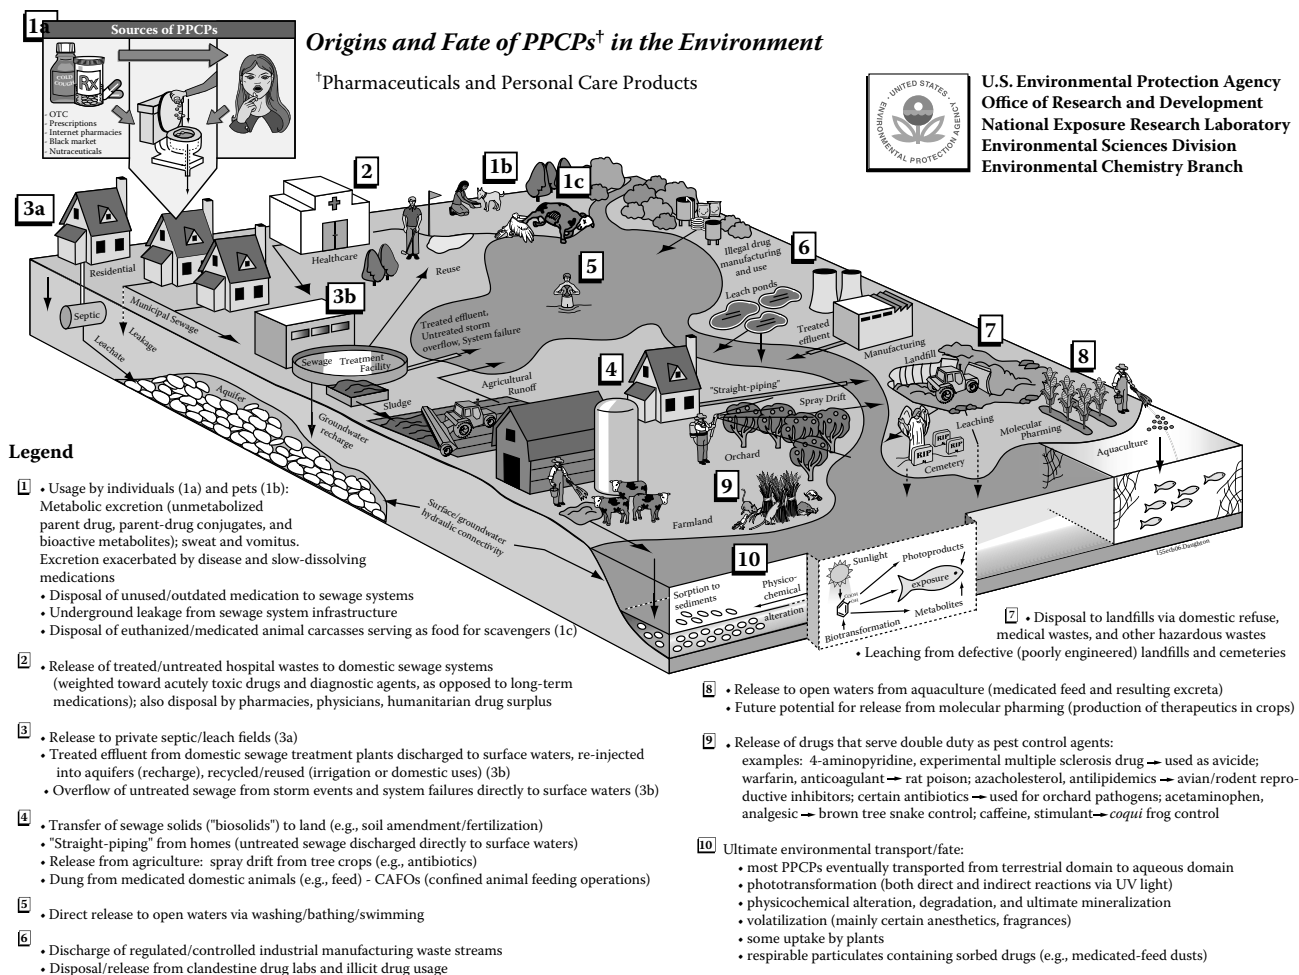 1a
Sources of PPCPs
COLD
COUGH
Rx
- OTC
- Prescriptions
- Internet pharmacies
- Black market
- Nutraceuticals
Origins and Fate of PPCPs† in the Environment
†Pharmaceuticals and Personal Care Products
UNITED STATES
ENVIRONMENTAL PROTECTION AGENCY
U.S. Environmental Protection Agency
Office of Research and Development
National Exposure Research Laboratory
Environmental Sciences Division
Environmental Chemistry Branch
3a
2
1b
1c
Residential
Healthcare
Reuse
5
Illegal drug
manufacturing
and use
6
Leach ponds
Septic
Municipal Sewage
Leakage
Leachate
3b
Sewage Treatment
Facility
Treated effluent,
Untreated storm
overflow, System failure
Treated
effluent
Manufacturing
7
Landfill
8
Aquifer
Sludge
Agricultural
Runoff
4
"Straight-piping"
Spray Drift
Groundwater
recharge
Orchard
Leaching
Molecular
Pharming
RIP
RIP
RIP
Cemetery
Aquaculture
9
Farmland
Surface/groundwater
hydraulic connectivity
10
Sorption to
sediments
Physico-
chemical
alteration
Sunlight
Photoproducts
exposure
Metabolites
Biotransformation
COOH
OH
155ecb06.Daughton
Legend
1 • Usage by individuals (1a) and pets (1b):
Metabolic excretion (unmetabolized
parent drug, parent-drug conjugates, and
bioactive metabolites); sweat and vomitus.
Excretion exacerbated by disease and slow-dissolving
medications
• Disposal of unused/outdated medication to sewage systems
• Underground leakage from sewage system infrastructure
• Disposal of euthanized/medicated animal carcasses serving as food for scavengers (1c)
2 • Release of treated/untreated hospital wastes to domestic sewage systems
(weighted toward acutely toxic drugs and diagnostic agents, as opposed to long-term
medications); also disposal by pharmacies, physicians, humanitarian drug surplus
3 • Release to private septic/leach fields (3a)
• Treated effluent from domestic sewage treatment plants discharged to surface waters, re-injected
into aquifers (recharge), recycled/reused (irrigation or domestic uses) (3b)
• Overflow of untreated sewage from storm events and system failures directly to surface waters (3b)
4 • Transfer of sewage solids ("biosolids") to land (e.g., soil amendment/fertilization)
• "Straight-piping" from homes (untreated sewage discharged directly to surface waters)
• Release from agriculture: spray drift from tree crops (e.g., antibiotics)
• Dung from medicated domestic animals (e.g., feed) - CAFOs (confined animal feeding operations)
5 • Direct release to open waters via washing/bathing/swimming
6 • Discharge of regulated/controlled industrial manufacturing waste streams
• Disposal/release from clandestine drug labs and illicit drug usage
7 • Disposal to landfills via domestic refuse,
medical wastes, and other hazardous wastes
• Leaching from defective (poorly engineered) landfills and cemeteries
8 • Release to open waters from aquaculture (medicated feed and resulting excreta)
• Future potential for release from molecular pharming (production of therapeutics in crops)
9 • Release of drugs that serve double duty as pest control agents:
examples: 4-aminopyridine, experimental multiple sclerosis drug → used as avicide;
warfarin, anticoagulant → rat poison; azacholesterol, antilipidemics → avian/rodent repro-
ductive inhibitors; certain antibiotics → used for orchard pathogens; acetaminophen,
analgesic → brown tree snake control; caffeine, stimulant → coqui frog control
10 Ultimate environmental transport/fate:
• most PPCPs eventually transported from terrestrial domain to aqueous domain
• phototransformation (both direct and indirect reactions via UV light)
• physicochemical alteration, degradation, and ultimate mineralization
• volatilization (mainly certain anesthetics, fragrances)
• some uptake by plants
• respirable particulates containing sorbed drugs (e.g., medicated-feed dusts)